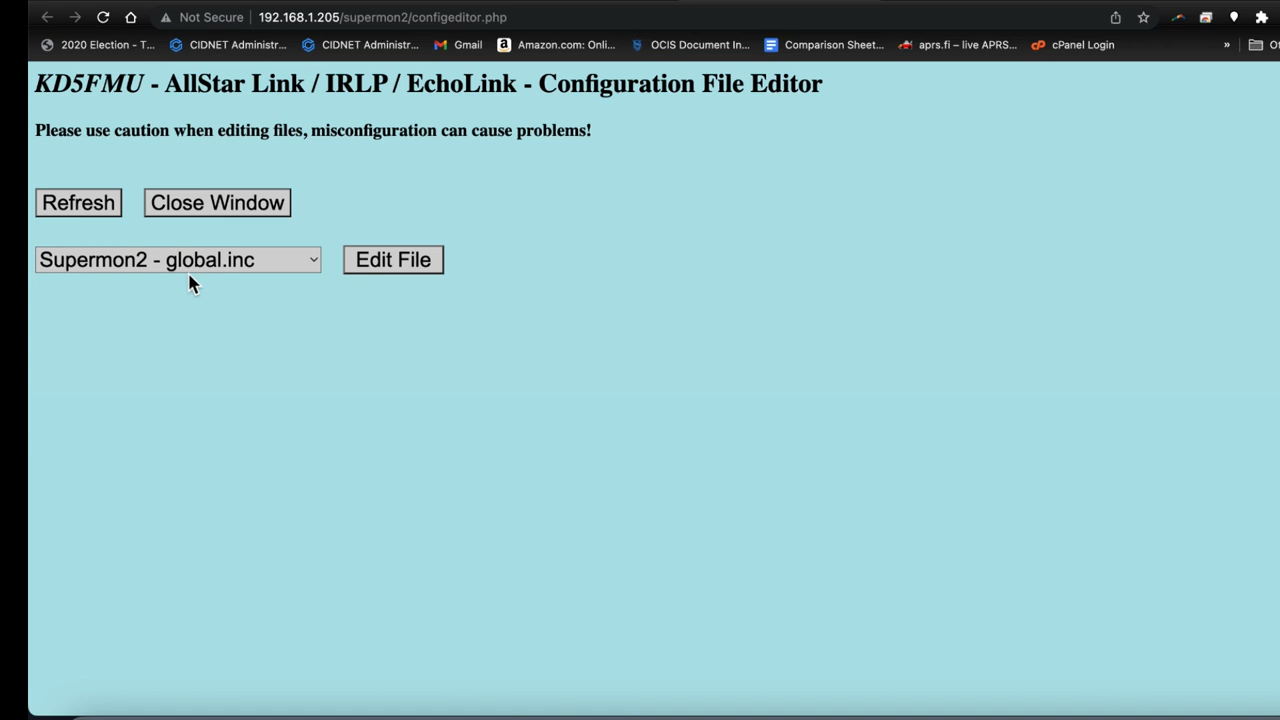 Not Secure 192.168.1.205/supermon2/configeditor.php
2020 Election - T... CIDNET Administr... CIDNET Administr... Gmail Amazon.com: Onli... OCIS Document In... Comparison Sheet... aprs.fi – live APRS... cP cPanel Login » Ot
KD5FMU - AllStar Link / IRLP / EchoLink - Configuration File Editor
Please use caution when editing files, misconfiguration can cause problems!
Refresh Close Window
Supermon2 - global.inc Edit File